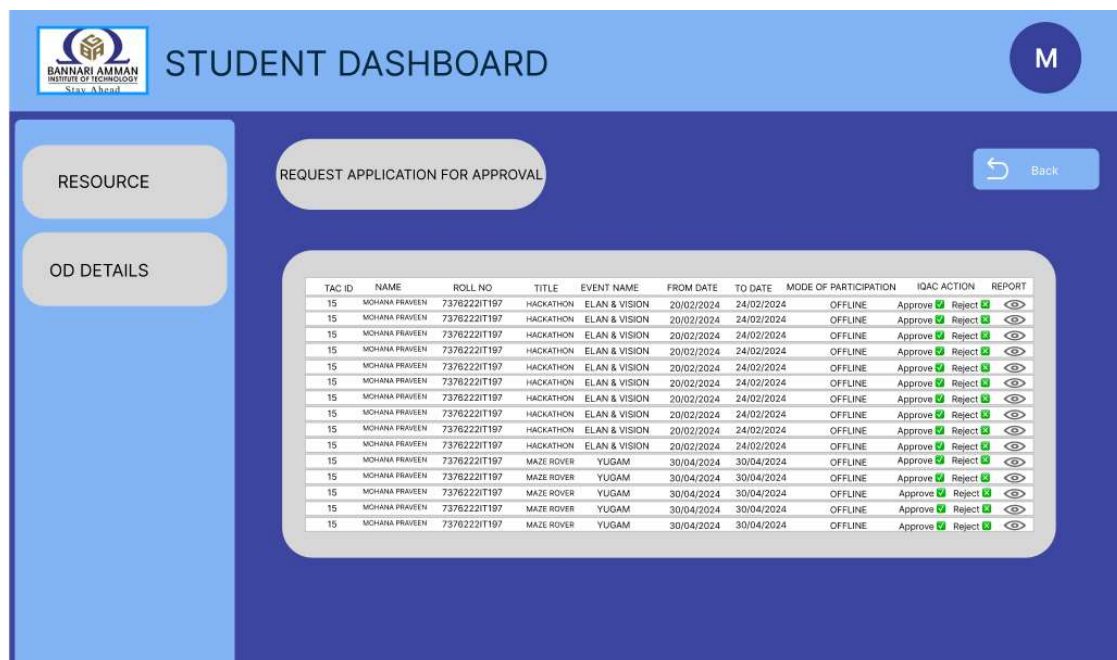 BANNARI AMMAN
INSTITUTE OF TECHNOLOGY
Stay Ahead
STUDENT DASHBOARD
M
RESOURCE
OD DETAILS
REQUEST APPLICATION FOR APPROVAL
Back
TAC ID NAME ROLL NO TITLE EVENT NAME FROM DATE TO DATE MODE OF PARTICIPATION IQAC ACTION REPORT
15 MOHANA PRAVEEN 7376222IT197 HACKATHON ELAN & VISION 20/02/2024 24/02/2024 OFFLINE Approve ✅ Reject ❎
15 MOHANA PRAVEEN 7376222IT197 HACKATHON ELAN & VISION 20/02/2024 24/02/2024 OFFLINE Approve ✅ Reject ❎
15 MOHANA PRAVEEN 7376222IT197 HACKATHON ELAN & VISION 20/02/2024 24/02/2024 OFFLINE Approve ✅ Reject ❎
15 MOHANA PRAVEEN 7376222IT197 HACKATHON ELAN & VISION 20/02/2024 24/02/2024 OFFLINE Approve ✅ Reject ❎
15 MOHANA PRAVEEN 7376222IT197 HACKATHON ELAN & VISION 20/02/2024 24/02/2024 OFFLINE Approve ✅ Reject ❎
15 MOHANA PRAVEEN 7376222IT197 HACKATHON ELAN & VISION 20/02/2024 24/02/2024 OFFLINE Approve ✅ Reject ❎
15 MOHANA PRAVEEN 7376222IT197 HACKATHON ELAN & VISION 20/02/2024 24/02/2024 OFFLINE Approve ✅ Reject ❎
15 MOHANA PRAVEEN 7376222IT197 HACKATHON ELAN & VISION 20/02/2024 24/02/2024 OFFLINE Approve ✅ Reject ❎
15 MOHANA PRAVEEN 7376222IT197 HACKATHON ELAN & VISION 20/02/2024 24/02/2024 OFFLINE Approve ✅ Reject ❎
15 MOHANA PRAVEEN 7376222IT197 HACKATHON ELAN & VISION 20/02/2024 24/02/2024 OFFLINE Approve ✅ Reject ❎
15 MOHANA PRAVEEN 7376222IT197 MAZE ROVER YUGAM 30/04/2024 30/04/2024 OFFLINE Approve ✅ Reject ❎
15 MOHANA PRAVEEN 7376222IT197 MAZE ROVER YUGAM 30/04/2024 30/04/2024 OFFLINE Approve ✅ Reject ❎
15 MOHANA PRAVEEN 7376222IT197 MAZE ROVER YUGAM 30/04/2024 30/04/2024 OFFLINE Approve ✅ Reject ❎
15 MOHANA PRAVEEN 7376222IT197 MAZE ROVER YUGAM 30/04/2024 30/04/2024 OFFLINE Approve ✅ Reject ❎
15 MOHANA PRAVEEN 7376222IT197 MAZE ROVER YUGAM 30/04/2024 30/04/2024 OFFLINE Approve ✅ Reject ❎